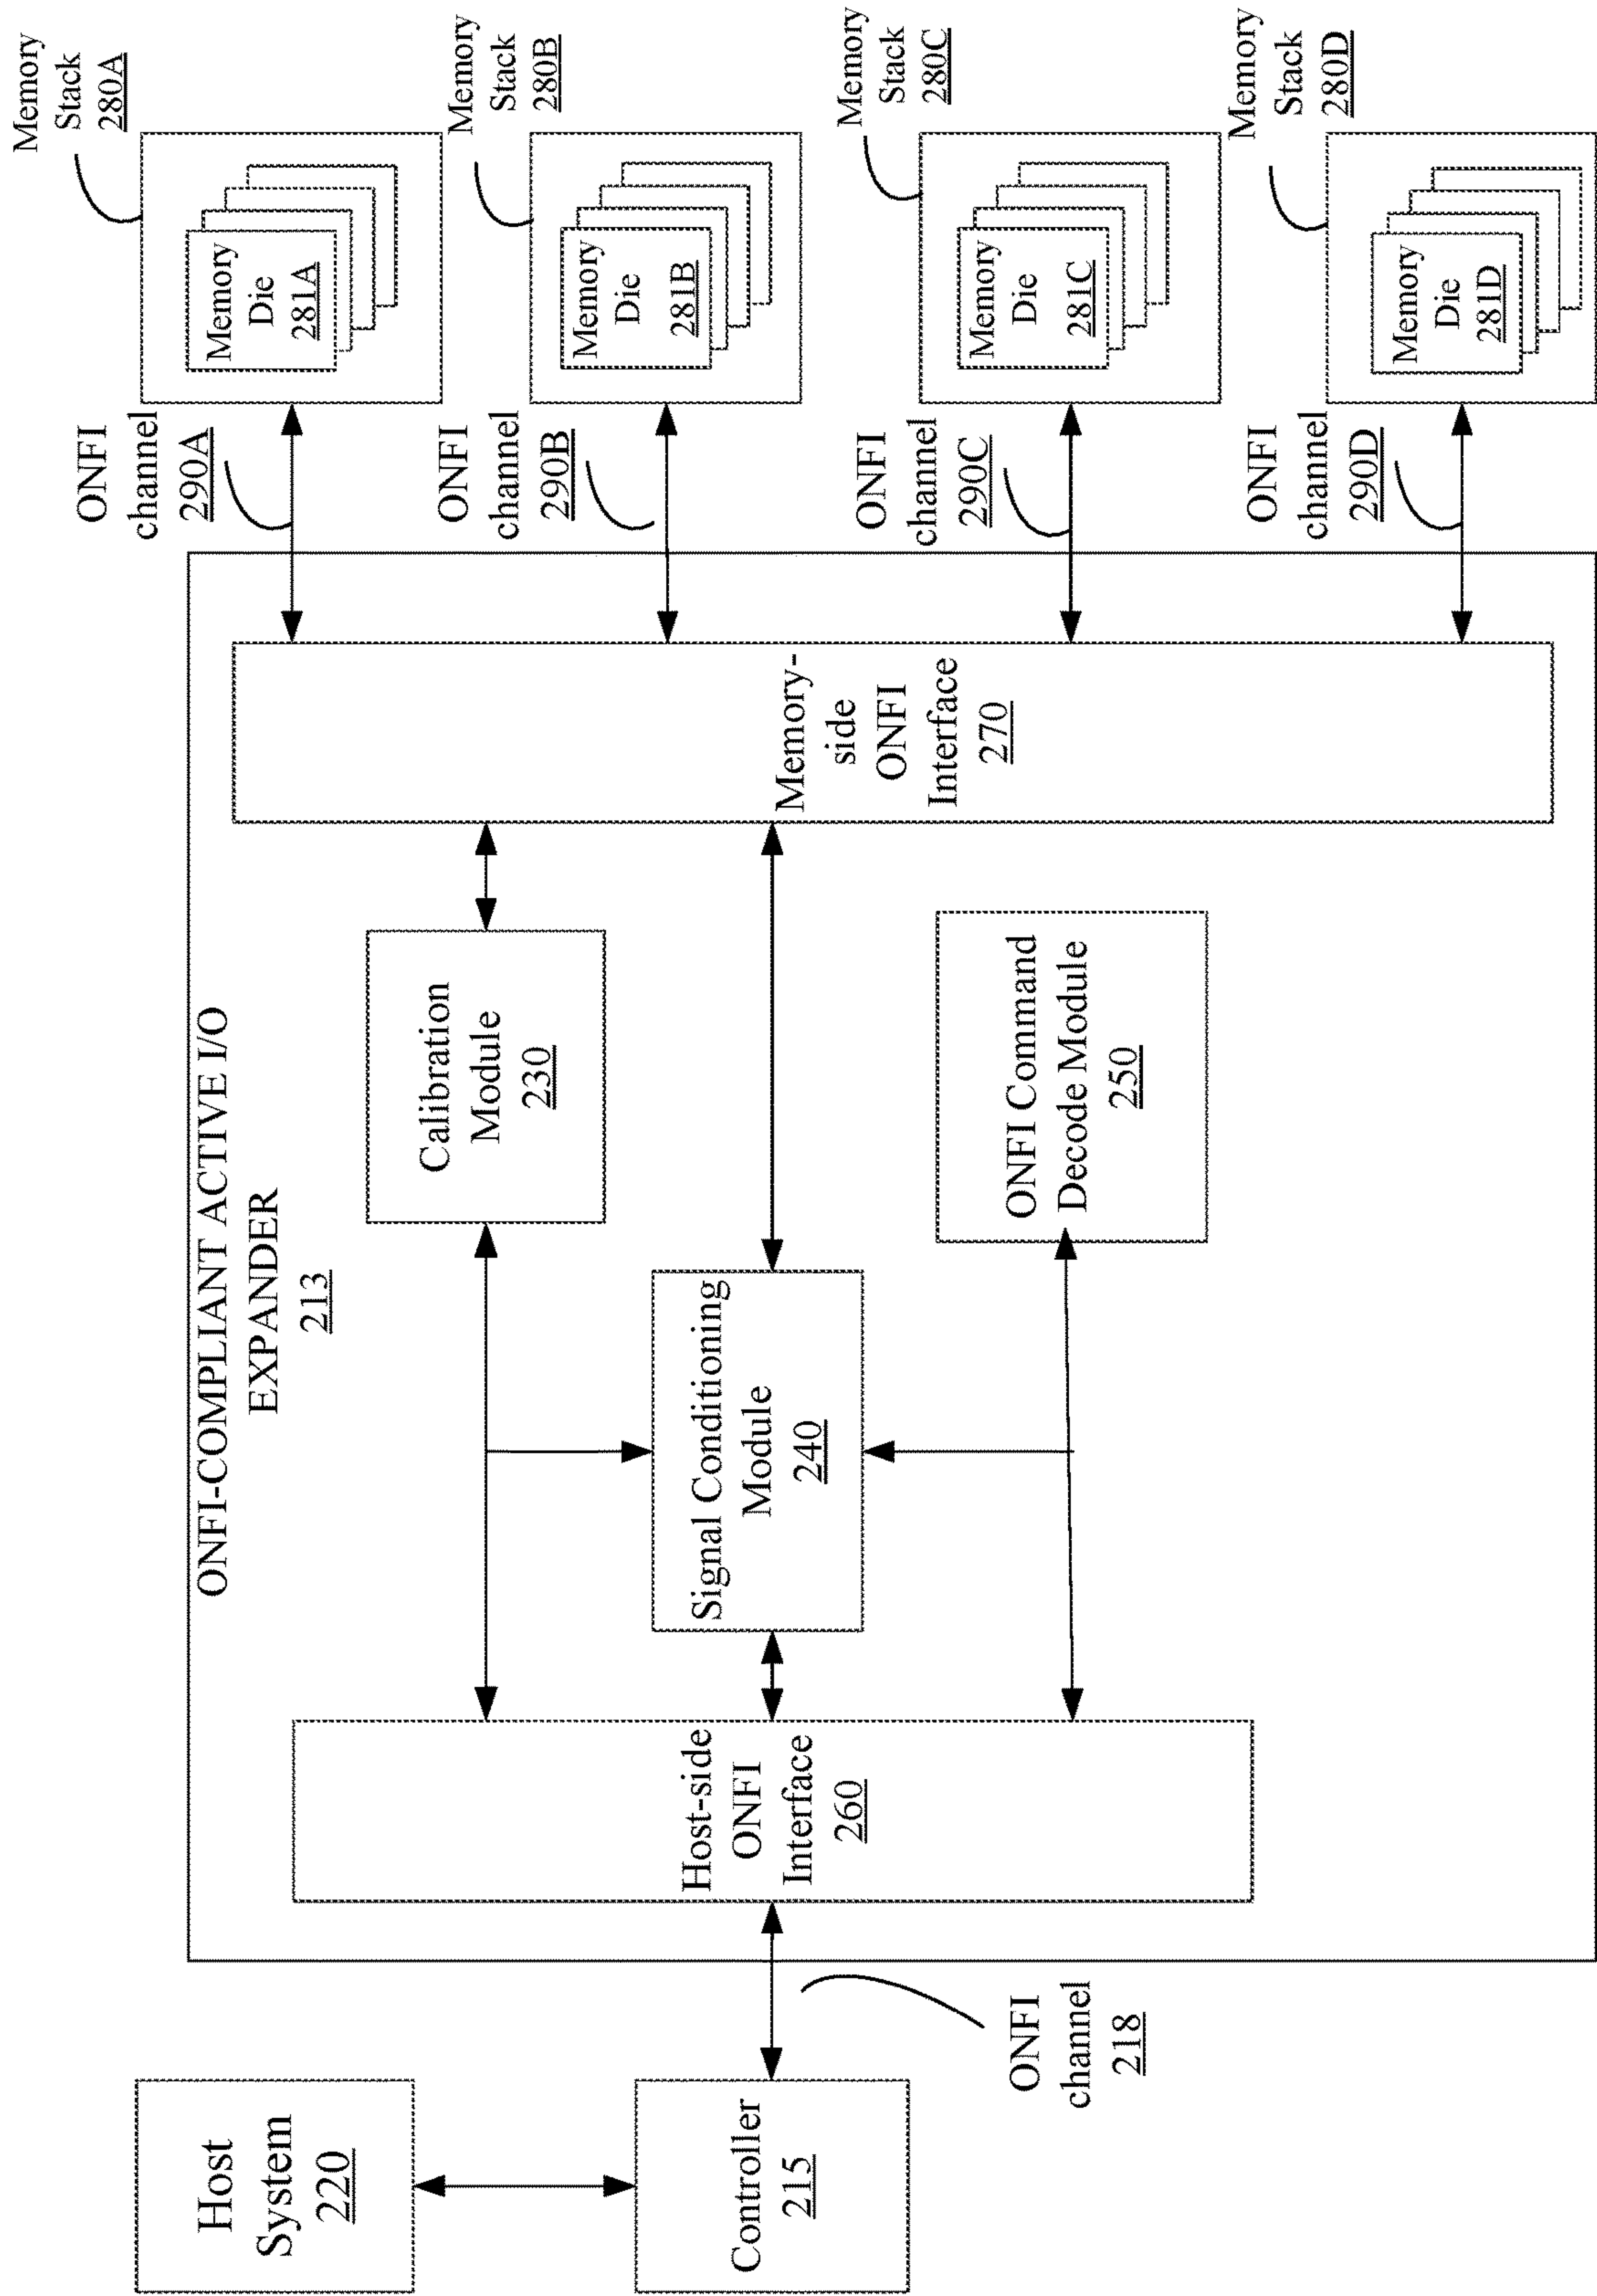 Host
System
220
Controller
215
ONFI
channel
218
ONFI-COMPLIANT ACTIVE I/O
EXPANDER
213
Host-side
ONFI
Interface
260
Calibration
Module
230
Signal Conditioning
Module
240
ONFI Command
Decode Module
250
Memory-
side
ONFI
Interface
270
ONFI
channel
290A
ONFI
channel
290B
ONFI
channel
290C
ONFI
channel
290D
Memory
Stack
280A
Memory
Die
281A
Memory
Stack
280B
Memory
Die
281B
Memory
Stack
280C
Memory
Die
281C
Memory
Stack
280D
Memory
Die
281D